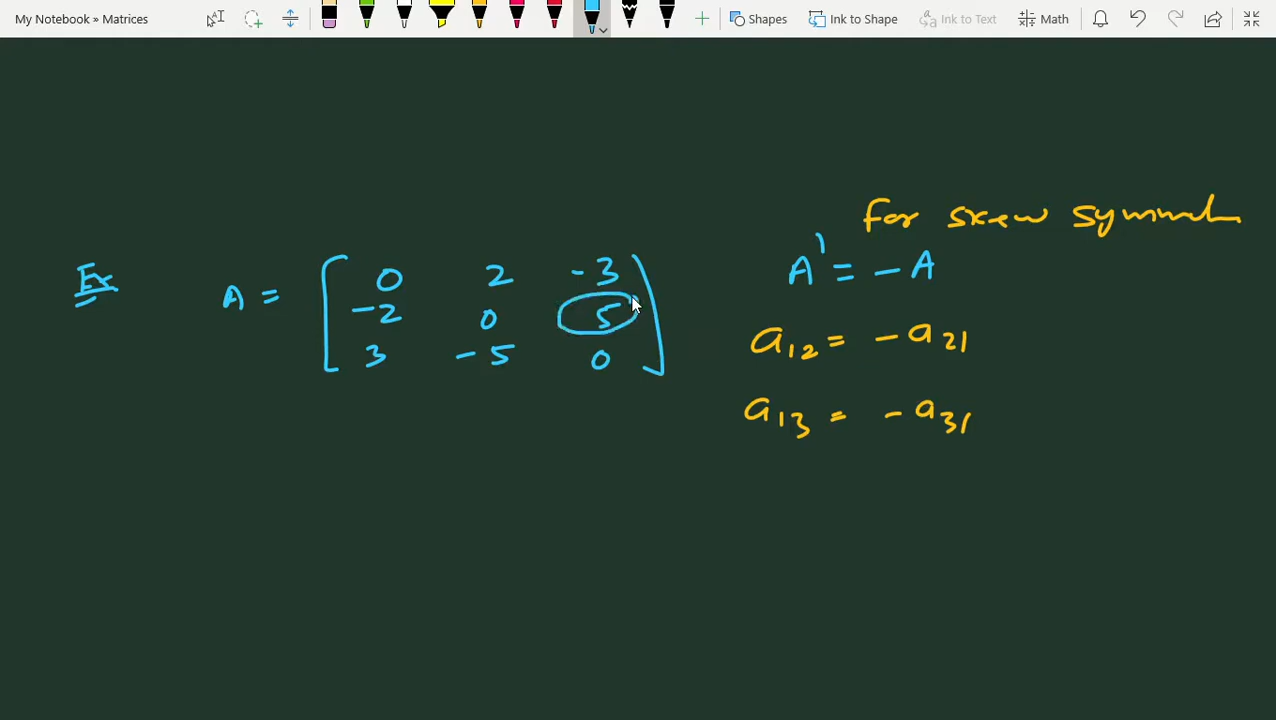 My Notebook » Matrices
Shapes
Ink to Shape
Ink to Text
Math
For skew symm
Ex
A = [ 0 2 -3
-2 0 5
3 -5 0 ]
A' = -A
a₁₂ = -a₂₁
a₁₃ = -a₃₁